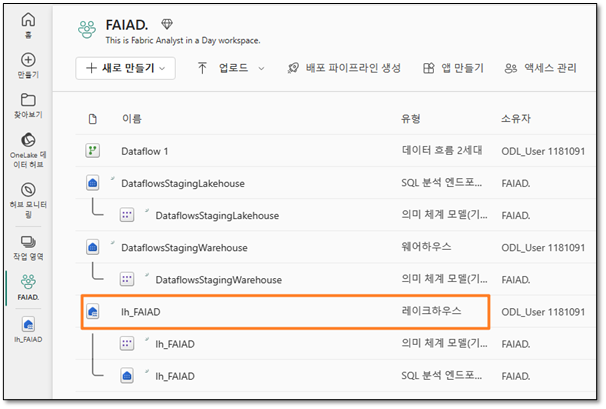 홈
만들기
찾아보기
OneLake 데
이터 허브
허브 모니터
링
작업 영역
FAIAD.
lh_FAIAD
FAIAD.
This is Fabric Analyst in a Day workspace.
새로 만들기 업로드 배포 파이프라인 생성 앱 만들기 액세스 관리
이름 유형 소유자
Dataflow 1 데이터 흐름 2세대 ODL_User 1181091
DataflowsStagingLakehouse SQL 분석 엔드포... FAIAD.
DataflowsStagingLakehouse 의미 체계 모델(기... FAIAD.
DataflowsStagingWarehouse 웨어하우스 FAIAD.
DataflowsStagingWarehouse 의미 체계 모델(기... FAIAD.
lh_FAIAD 레이크하우스 ODL_User 1181091
lh_FAIAD 의미 체계 모델(기... FAIAD.
lh_FAIAD SQL 분석 엔드포... FAIAD.